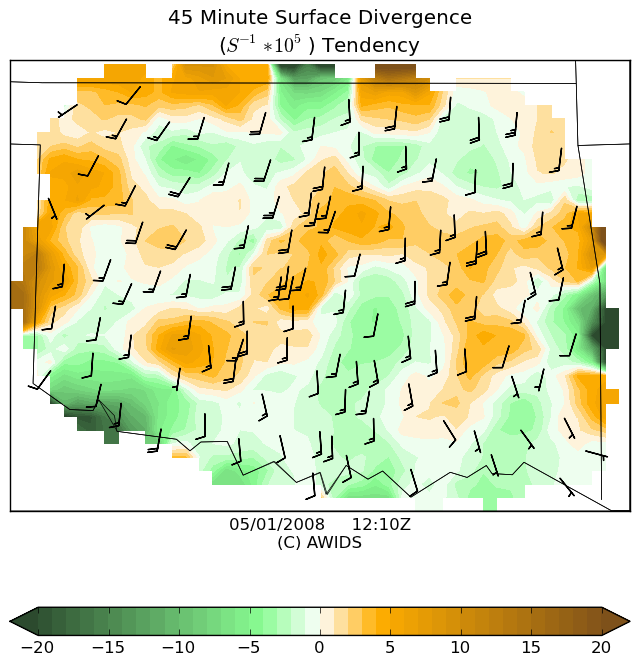 45 Minute Surface Divergence
(S⁻¹ *10⁵ ) Tendency
05/01/2008 12:10Z
(C) AWIDS
−20 −15 −10 −5 0 5 10 15 20